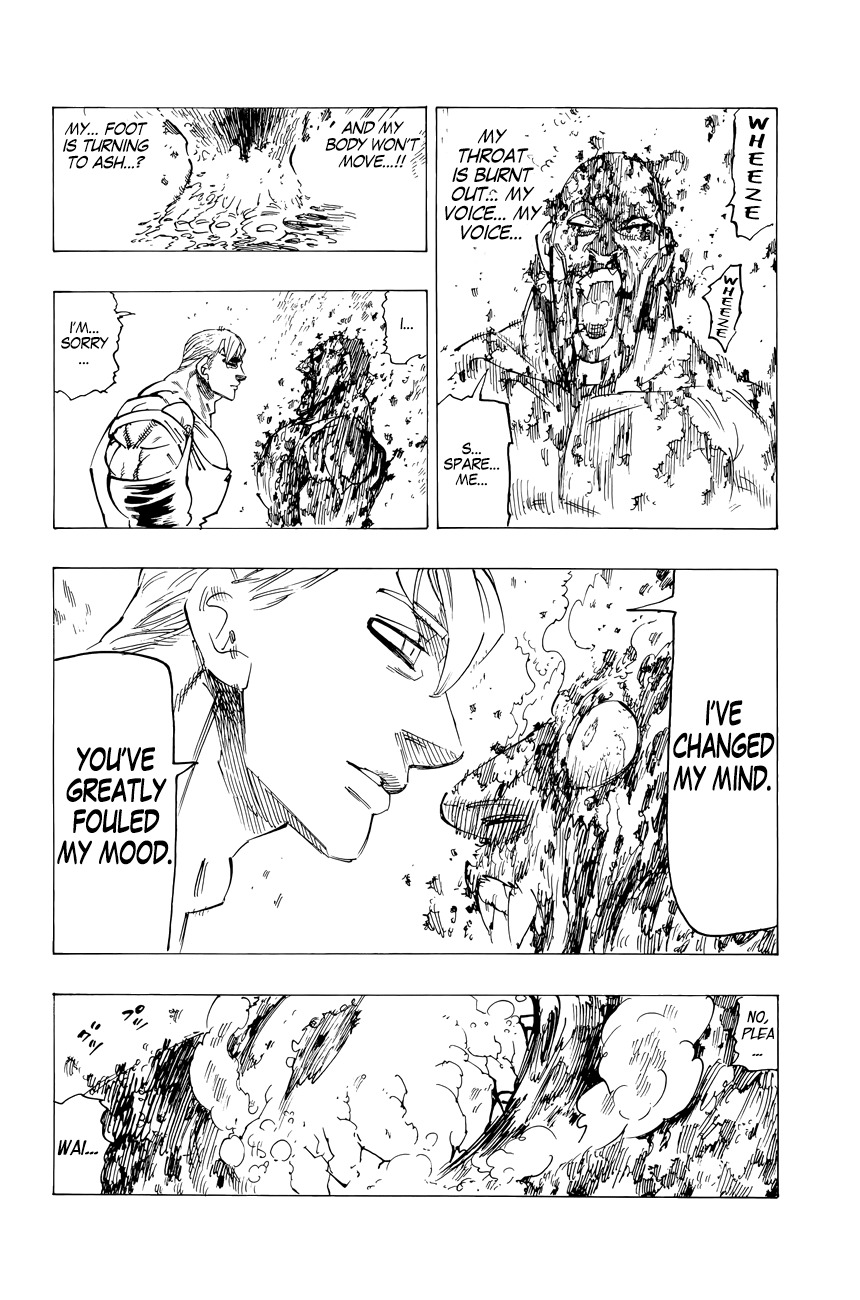 WHEEZE
MY
THROAT
IS BURNT
OUT... MY
VOICE... MY
VOICE...
WHEEZE
S...
SPARE...
ME...
AND MY
BODY WON'T
MOVE...!!
MY... FOOT
IS TURNING
TO ASH...?
I...
I'M...
SORRY
...
I'VE
CHANGED
MY MIND.
YOU'VE
GREATLY
FOULED
MY MOOD.
NO,
PLEA
...
ブ゛ブ゛
WAI...